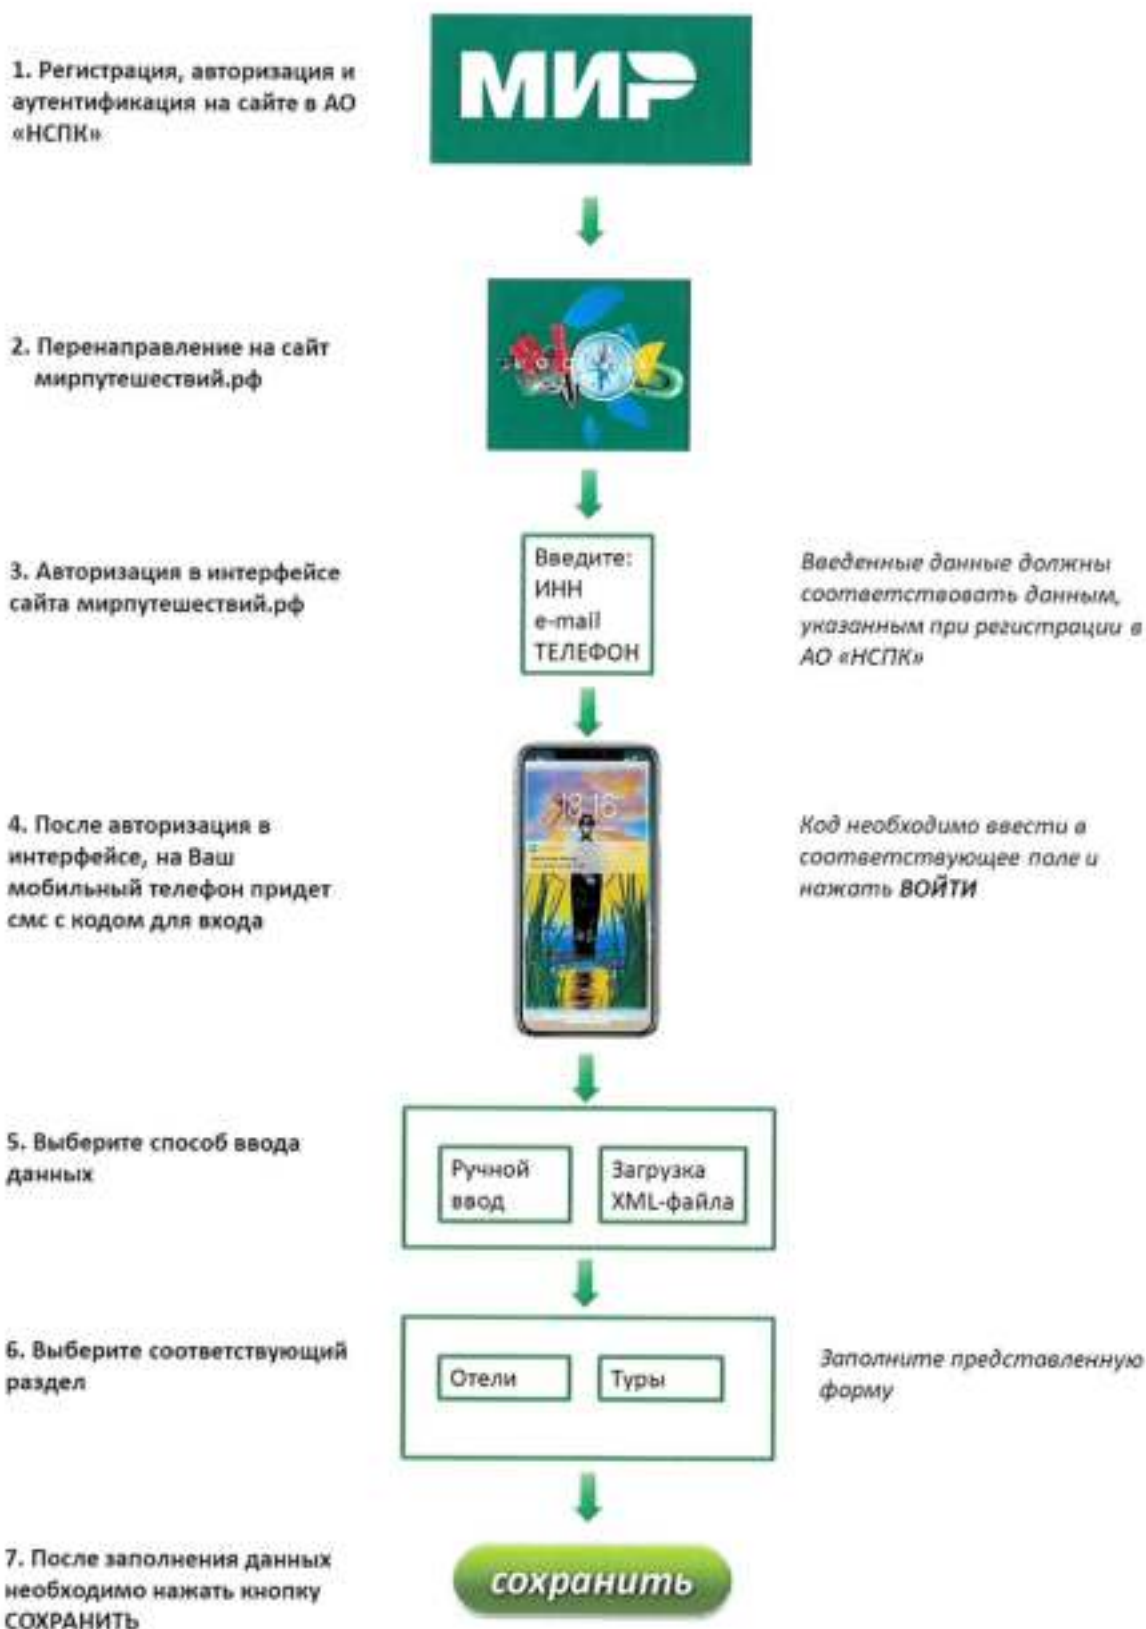 1. Регистрация, авторизация и
аутентификация на сайте в АО
«НСПК»
МИР
2. Перенаправление на сайт
мирпутешествий.рф
3. Авторизация в интерфейсе
сайта мирпутешествий.рф
Введите:
ИНН
e-mail
ТЕЛЕФОН
Введенные данные должны
соответствовать данным,
указанным при регистрации в
АО «НСПК»
4. После авторизация в
интерфейсе, на Ваш
мобильный телефон придет
смс с кодом для входа
13:16
Код необходимо ввести в
соответствующее поле и
нажать ВОЙТИ
5. Выберите способ ввода
данных
Ручной
ввод
Загрузка
XML-файла
6. Выберите соответствующий
раздел
Отели
Туры
Заполните представленную
форму
7. После заполнения данных
необходимо нажать кнопку
СОХРАНИТЬ
сохранить